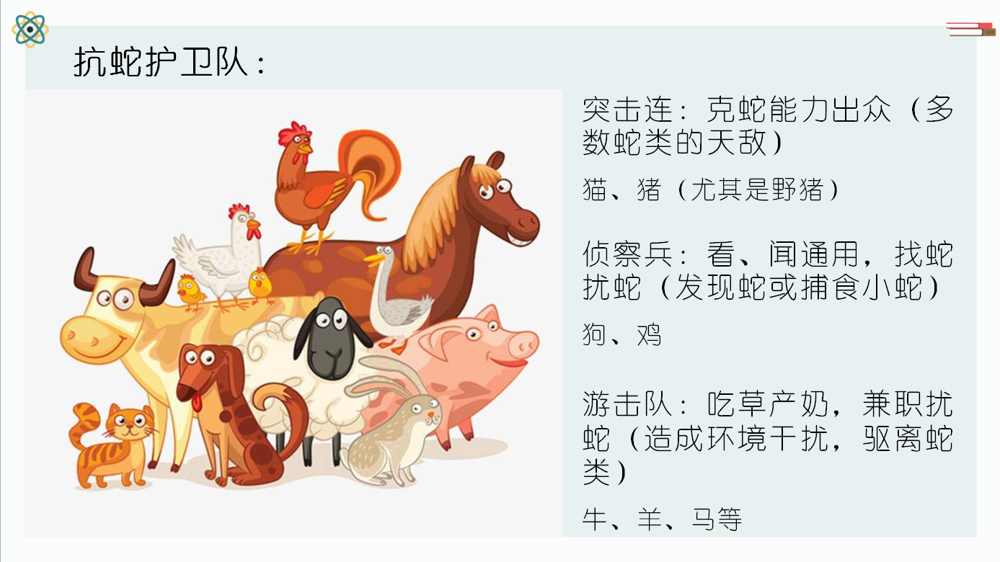 抗蛇护卫队：
突击连：克蛇能力出众（多
数蛇类的天敌）
猫、猪（尤其是野猪）
侦察兵：看、闻通用，找蛇
扰蛇（发现蛇或捕食小蛇）
狗、鸡
游击队：吃草产奶，兼职扰
蛇（造成环境干扰，驱离蛇
类）
牛、羊、马等